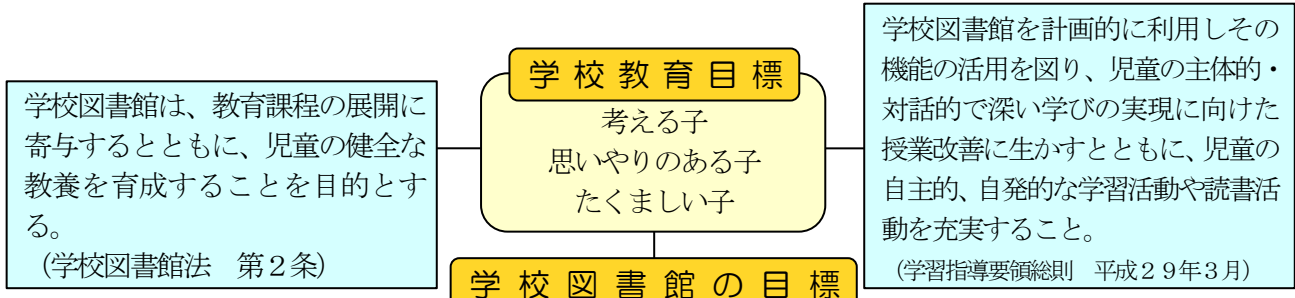 学校図書館は、教育課程の展開に
寄与するとともに、児童の健全な
教養を育成することを目的とす
る。
(学校図書館法　第２条)
学校教育目標
考える子
思いやりのある子
たくましい子
学校図書館を計画的に利用しその
機能の活用を図り、児童の主体的・
対話的で深い学びの実現に向けた
授業改善に生かすとともに、児童の
自主的、自発的な学習活動や読書活
動を充実すること。
(学習指導要領総則　平成２９年３月)
学校図書館の目標